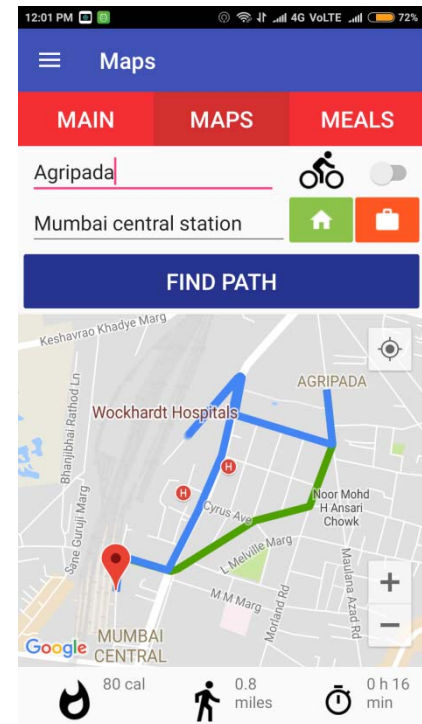 12:01 PM 4G VoLTE 72%
Maps
MAIN MAPS MEALS
Agripada
Mumbai central station
FIND PATH
Keshavrao Khadye Marg
AGRIPADA
Bhanjibhai Rathod Ln
Wockhardt Hospitals
H
H
Sane Guruji Marg
Cyrus Ave
Noor Mohd
H Ansari
Chowk
L Melville Marg
M M Marg
Morland Rd
Maulana Azad Rd
+
−
Google
MUMBAI
CENTRAL
80 cal
0.8
miles
0 h 16
min